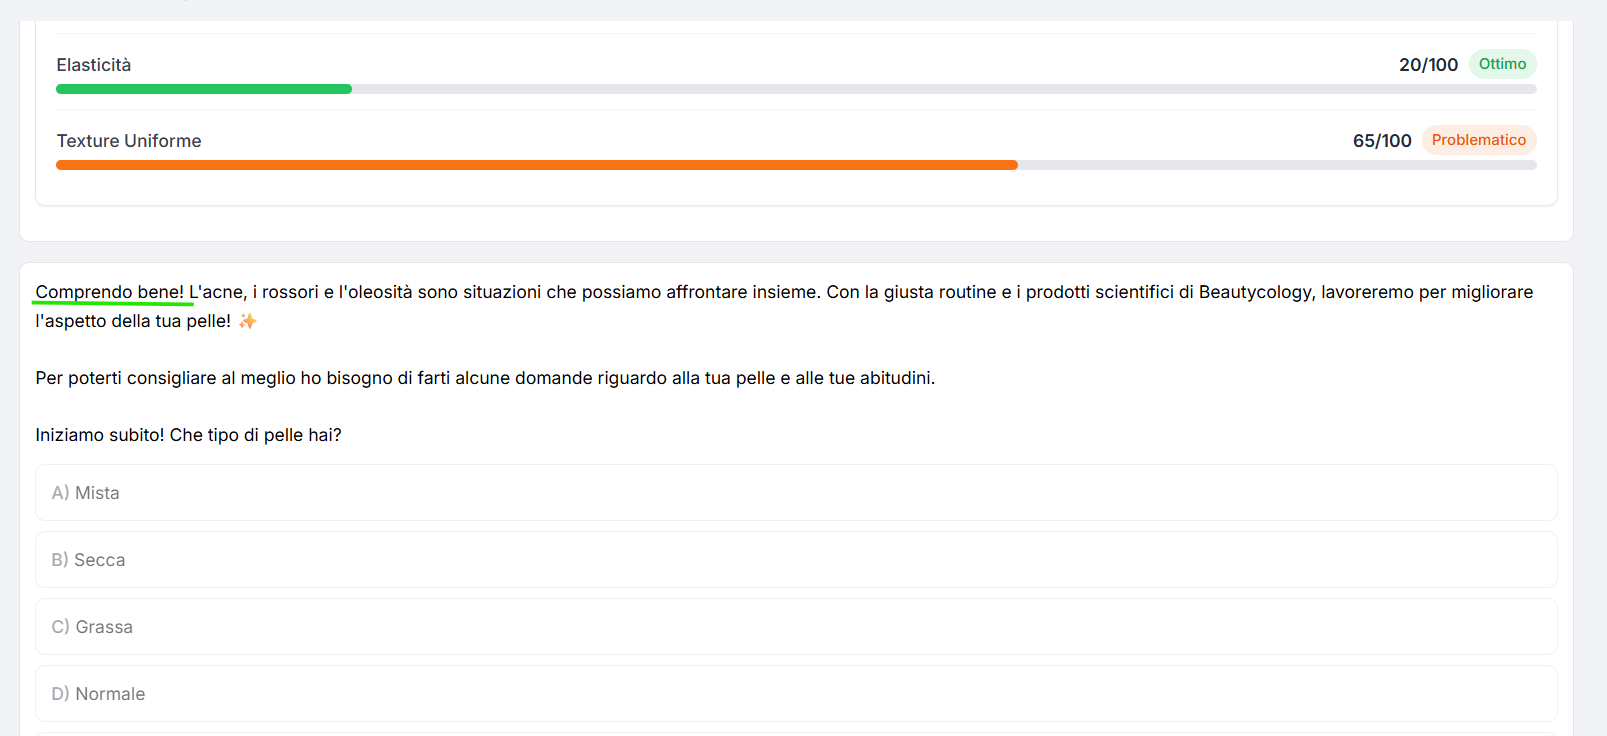 Elasticità 20/100 Ottimo
Texture Uniforme 65/100 Problematico
Comprendo bene! L'acne, i rossori e l'oleosità sono situazioni che possiamo affrontare insieme. Con la giusta routine e i prodotti scientifici di Beautycology, lavoreremo per migliorare
l'aspetto della tua pelle! ✨
Per poterti consigliare al meglio ho bisogno di farti alcune domande riguardo alla tua pelle e alle tue abitudini.
Iniziamo subito! Che tipo di pelle hai?
A) Mista
B) Secca
C) Grassa
D) Normale